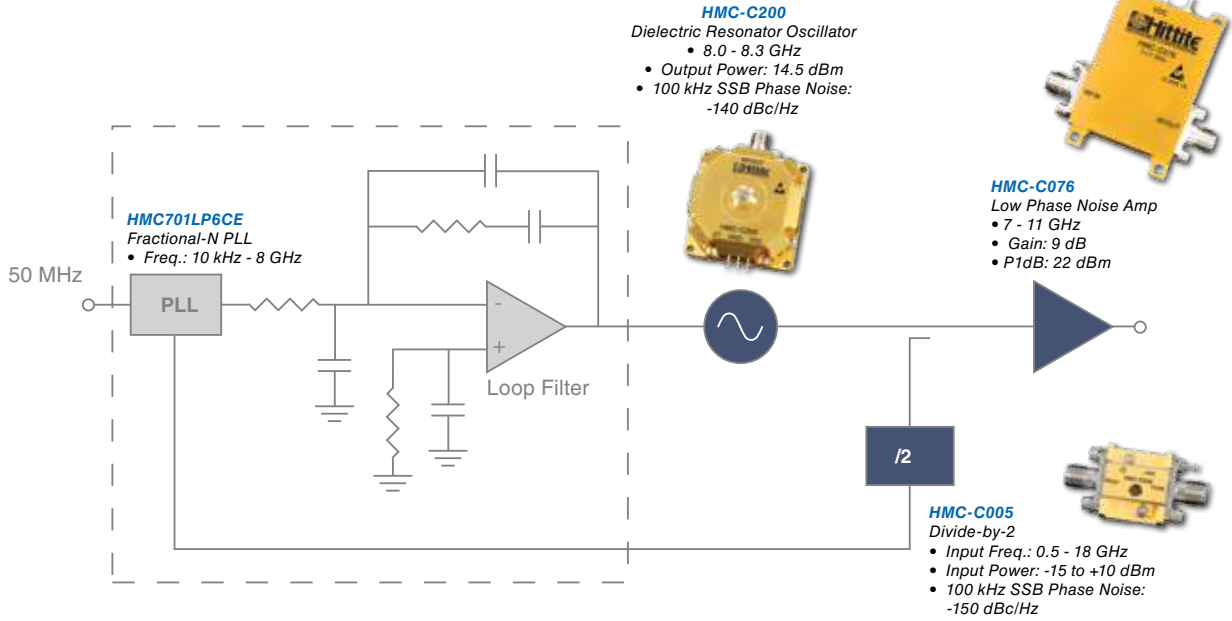 HMC-C200
Dielectric Resonator Oscillator
• 8.0 - 8.3 GHz
• Output Power: 14.5 dBm
• 100 kHz SSB Phase Noise:
-140 dBc/Hz
Hittite
HMC-C076
Low Phase Noise Amp
• 7 - 11 GHz
• Gain: 9 dB
• P1dB: 22 dBm
HMC701LP6CE
Fractional-N PLL
• Freq.: 10 kHz - 8 GHz
50 MHz
PLL
-
+
Loop Filter
/2
HMC-C005
Divide-by-2
• Input Freq.: 0.5 - 18 GHz
• Input Power: -15 to +10 dBm
• 100 kHz SSB Phase Noise:
-150 dBc/Hz